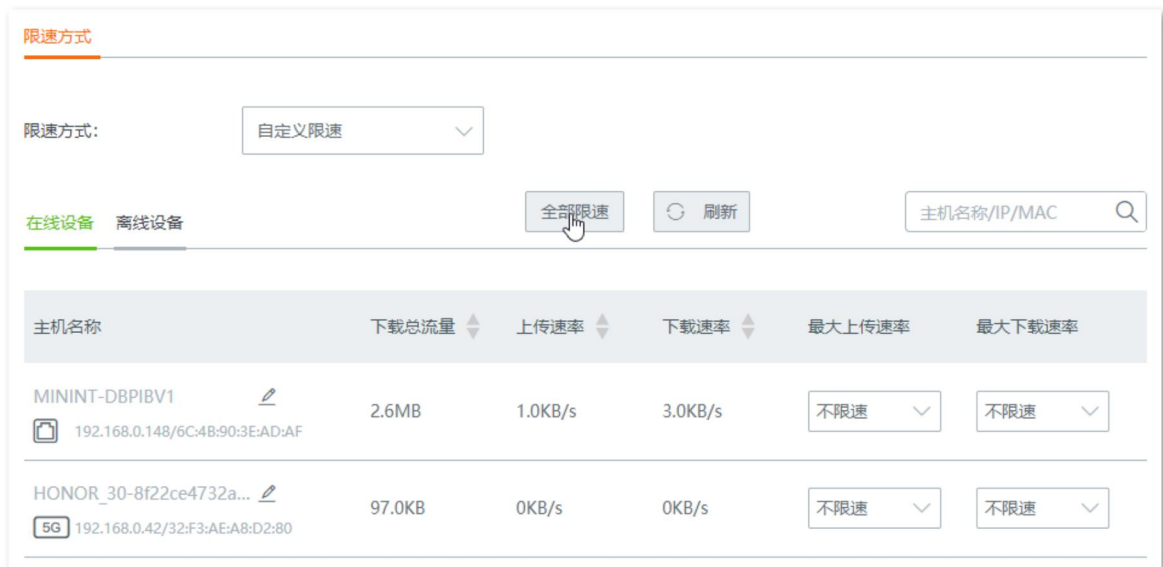 限速方式
限速方式: 自定义限速
在线设备 离线设备 全部限速 刷新 主机名称/IP/MAC
主机名称 下载总流量 上传速率 下载速率 最大上传速率 最大下载速率
MININT-DBPIBV1 2.6MB 1.0KB/s 3.0KB/s 不限速 不限速
192.168.0.148/6C:4B:90:3E:AD:AF
HONOR_30-8f22ce4732a... 97.0KB 0KB/s 0KB/s 不限速 不限速
5G 192.168.0.42/32:F3:AE:A8:D2:80